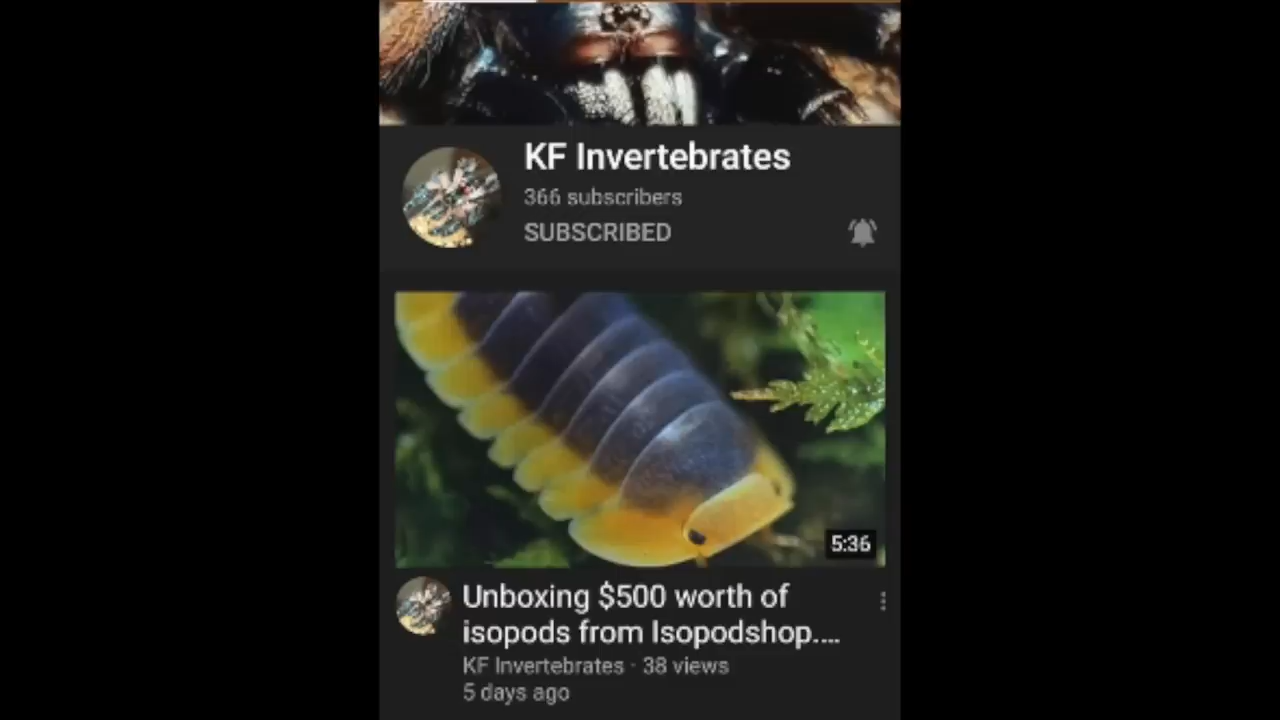 KF Invertebrates
366 subscribers
SUBSCRIBED
5:36
Unboxing $500 worth of
isopods from Isopodshop....
KF Invertebrates · 38 views
5 days ago